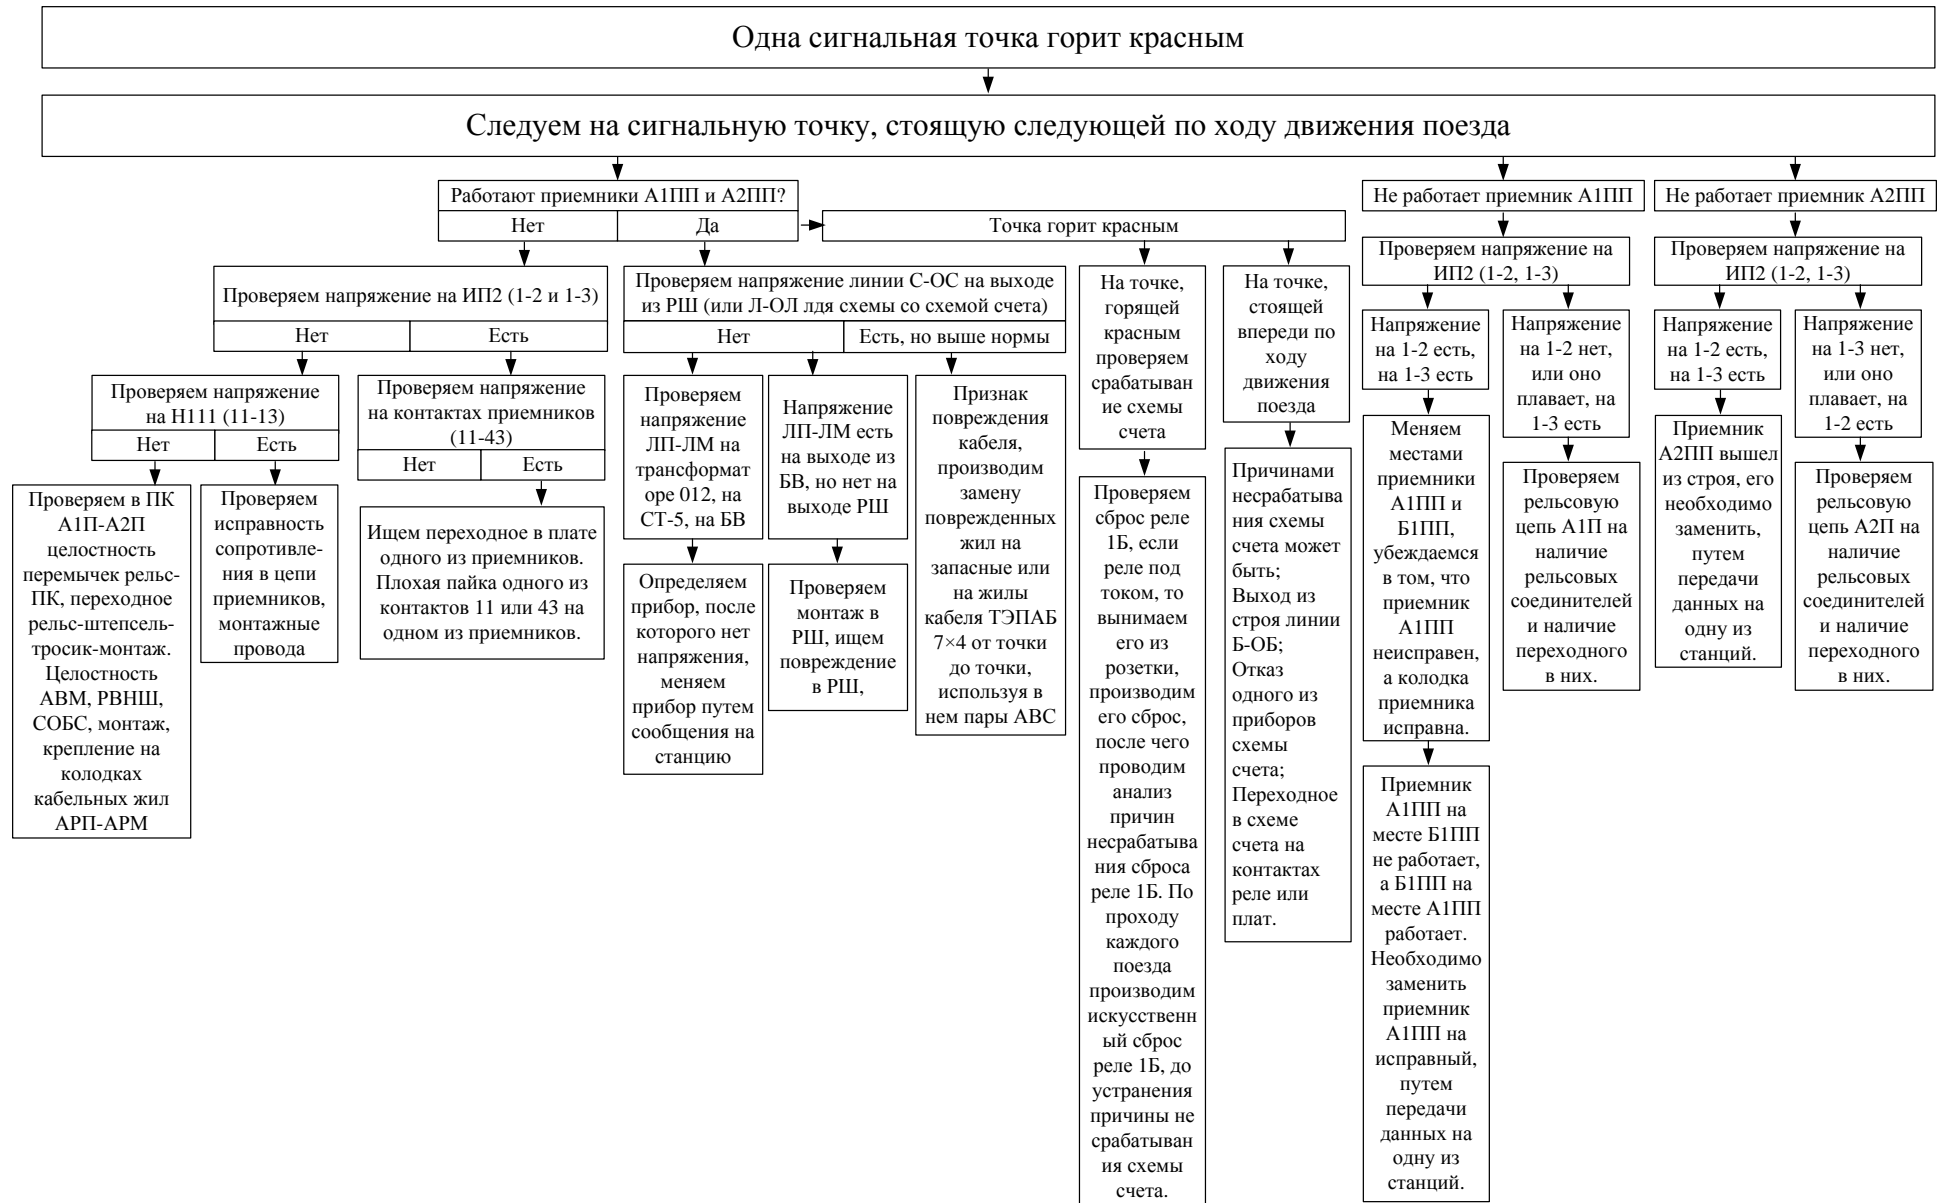 Одна сигнальная точка горит красным
Следуем на сигнальную точку, стоящую следующей по ходу движения поезда
Работают приемники А1ПП и А2ПП?
Нет
Да
Проверяем напряжение на ИП2 (1-2 и 1-3)
Нет
Есть
Проверяем напряжение
на Н111 (11-13)
Нет
Есть
Проверяем в ПК
А1П-А2П
целостность
перемычек рельс-
ПК, переходное
рельс-штепсель-
тросик-монтаж.
Целостность
АВМ, РВНШ,
СОБС, монтаж,
крепление на
колодках
кабельных жил
АРП-АРМ
Проверяем
исправность
сопротивле-
ния в цепи
приемников,
монтажные
провода
Проверяем напряжение
на контактах приемников
(11-43)
Нет
Есть
Ищем переходное в плате
одного из приемников.
Плохая пайка одного из
контактов 11 или 43 на
одном из приемников.
Проверяем напряжение линии С-ОС на выходе
из РШ (или Л-ОЛ лдя схемы со схемой счета)
Нет
Есть, но выше нормы
Проверяем
напряжение
ЛП-ЛМ на
трансформат
оре 012, на
СТ-5, на БВ
Определяем
прибор, после
которого нет
напряжения,
меняем
прибор путем
сообщения на
станцию
Напряжение
ЛП-ЛМ есть
на выходе из
БВ, но нет на
выходе РШ
Проверяем
монтаж в
РШ, ищем
повреждение
в РШ,
Признак
повреждения
кабеля,
производим
замену
поврежденных
жил на
запасные или
на жилы
кабеля ТЭПАБ
7×4 от точки
до точки,
используя в
нем пары АВС
Точка горит красным
На точке,
горящей
красным
проверяем
срабатыван
ие схемы
счета
Проверяем
сброс реле
1Б, если
реле под
током, то
вынимаем
его из
розетки,
производим
его сброс,
после чего
проводим
анализ
причин
несрабатыва
ния сброса
реле 1Б. По
проходу
каждого
поезда
производим
искусственн
ый сброс
реле 1Б, до
устранения
причины не
срабатыван
ия схемы
счета.
На точке,
стоящей
впереди по
ходу
движения
поезда
Причинами
несрабатыва
ния схемы
счета может
быть;
Выход из
строя линии
Б-ОБ;
Отказ
одного из
приборов
схемы
счета;
Переходное
в схеме
счета на
контактах
реле или
плат.
Не работает приемник А1ПП
Проверяем напряжение на
ИП2 (1-2, 1-3)
Напряжение
на 1-2 есть,
на 1-3 есть
Меняем
местами
приемники
А1ПП и
Б1ПП,
убеждаемся
в том, что
приемник
А1ПП
неисправен,
а колодка
приемника
исправна.
Приемник
А1ПП на
месте Б1ПП
не работает,
а Б1ПП на
месте А1ПП
работает.
Необходимо
заменить
приемник
А1ПП на
исправный,
путем
передачи
данных на
одну из
станций.
Напряжение
на 1-2 нет,
или оно
плавает, на
1-3 есть
Проверяем
рельсовую
цепь А1П на
наличие
рельсовых
соединителей
и наличие
переходного
в них.
Не работает приемник А2ПП
Проверяем напряжение на
ИП2 (1-2, 1-3)
Напряжение
на 1-2 есть,
на 1-3 есть
Приемник
А2ПП вышел
из строя, его
необходимо
заменить,
путем
передачи
данных на
одну из
станций.
Напряжение
на 1-3 нет,
или оно
плавает, на
1-2 есть
Проверяем
рельсовую
цепь А2П на
наличие
рельсовых
соединителей
и наличие
переходного
в них.